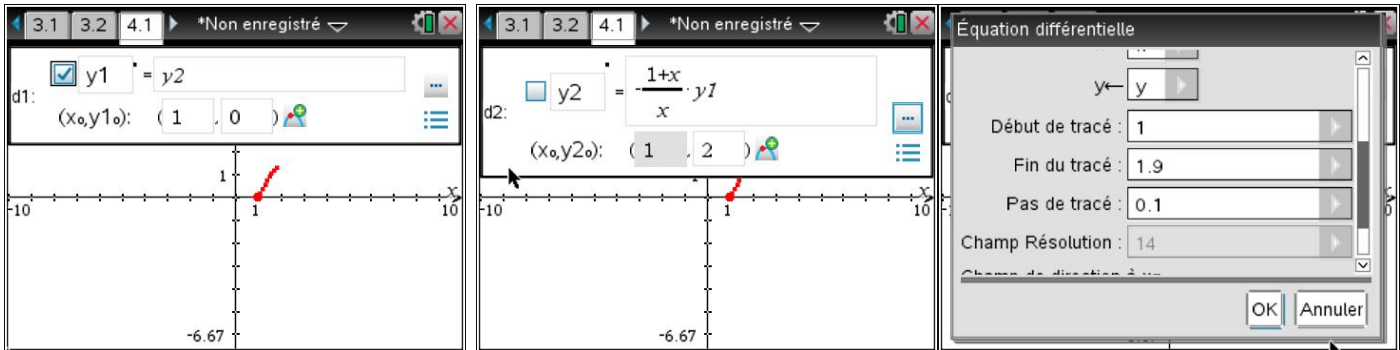 3.1 3.2 4.1 *Non enregistré
d1: y1 = y2
(x₀,y1₀): (1 , 0)
1
x
-10 1 10
-6.67
3.1 3.2 4.1 *Non enregistré
d2: y2 = -1+x/x·y1
(x₀,y2₀): (1 , 2)
x
-10 1 10
-6.67
Équation différentielle
y← y
Début de tracé : 1
Fin du tracé : 1.9
Pas de tracé : 0.1
Champ Résolution : 14
Champ de direction à x=
OK Annuler